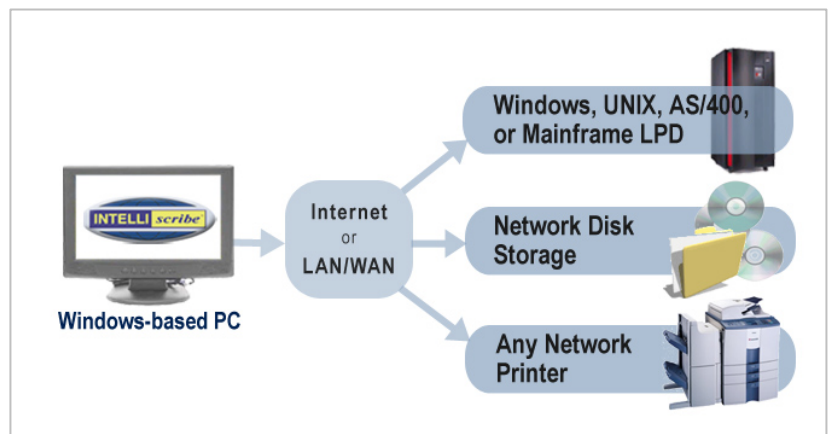 INTELLI scribe
Windows-based PC
Internet
or
LAN/WAN
Windows, UNIX, AS/400,
or Mainframe LPD
Network Disk
Storage
Any Network
Printer